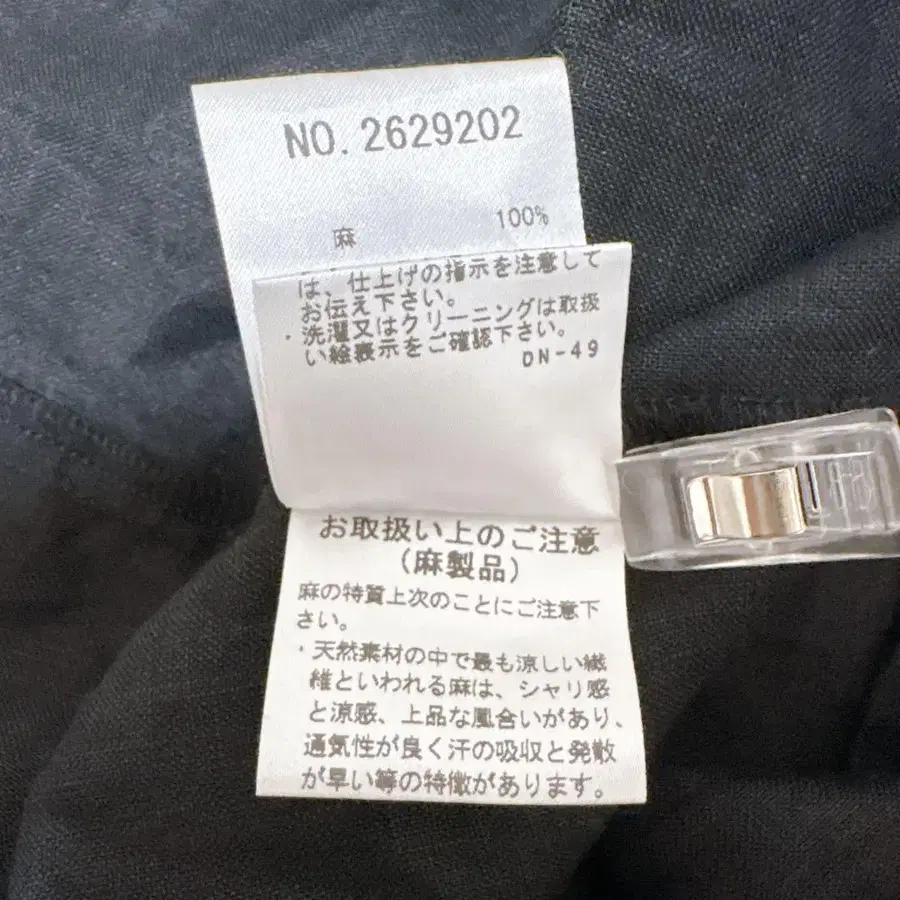 NO. 2629202
麻 100%
は、仕上げの指示を注意して
お伝え下さい。
・洗濯又はクリーニングは取扱
い絵表示をご確認下さい。
DN-49
お取扱い上のご注意
(麻製品)
麻の特質上次のことにご注意下
さい。
・天然素材の中で最も涼しい繊
維といわれる麻は、シャリ感
と涼感、上品な風合いがあり、
通気性が良く汗の吸収と発散
が早い等の特徴があります。